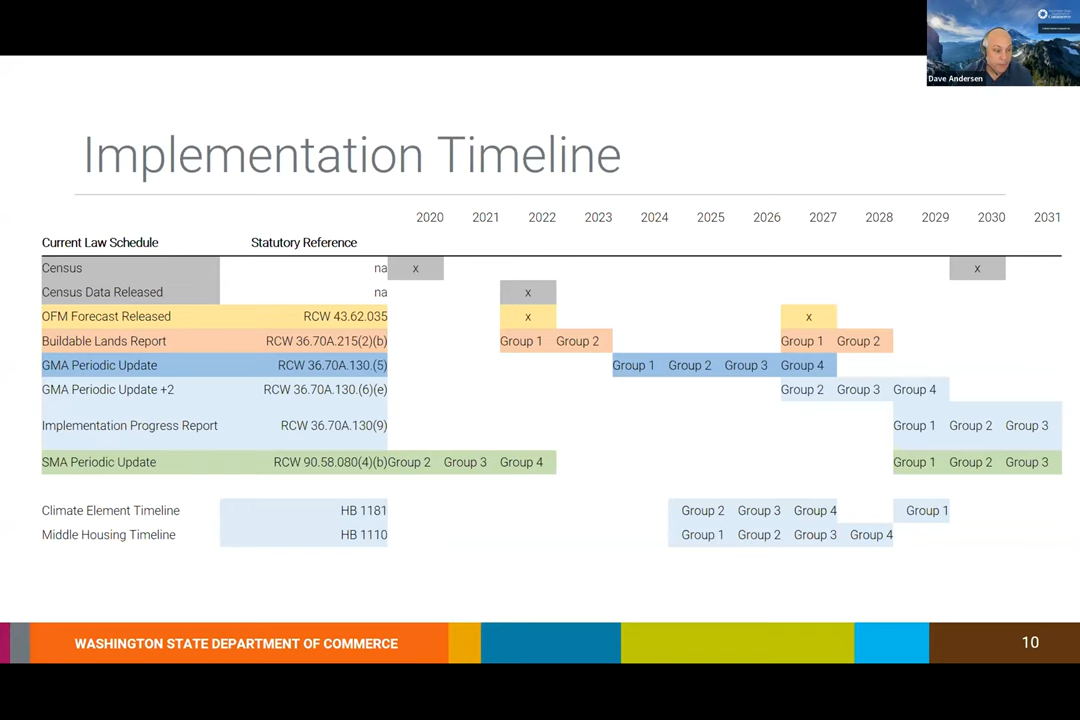 COMMERCE
Dave Andersen
Implementation Timeline
2020 2021 2022 2023 2024 2025 2026 2027 2028 2029 2030 2031
Current Law Schedule Statutory Reference
Census na x x
Census Data Released na x
OFM Forecast Released RCW 43.62.035 x x
Buildable Lands Report RCW 36.70A.215(2)(b) Group 1 Group 2 Group 1 Group 2
GMA Periodic Update RCW 36.70A.130.(5) Group 1 Group 2 Group 3 Group 4
GMA Periodic Update +2 RCW 36.70A.130.(6)(e) Group 2 Group 3 Group 4
Implementation Progress Report RCW 36.70A.130(9) Group 1 Group 2 Group 3
SMA Periodic Update RCW 90.58.080(4)(b) Group 2 Group 3 Group 4 Group 1 Group 2 Group 3
Climate Element Timeline HB 1181 Group 2 Group 3 Group 4 Group 1
Middle Housing Timeline HB 1110 Group 1 Group 2 Group 3 Group 4
WASHINGTON STATE DEPARTMENT OF COMMERCE 10